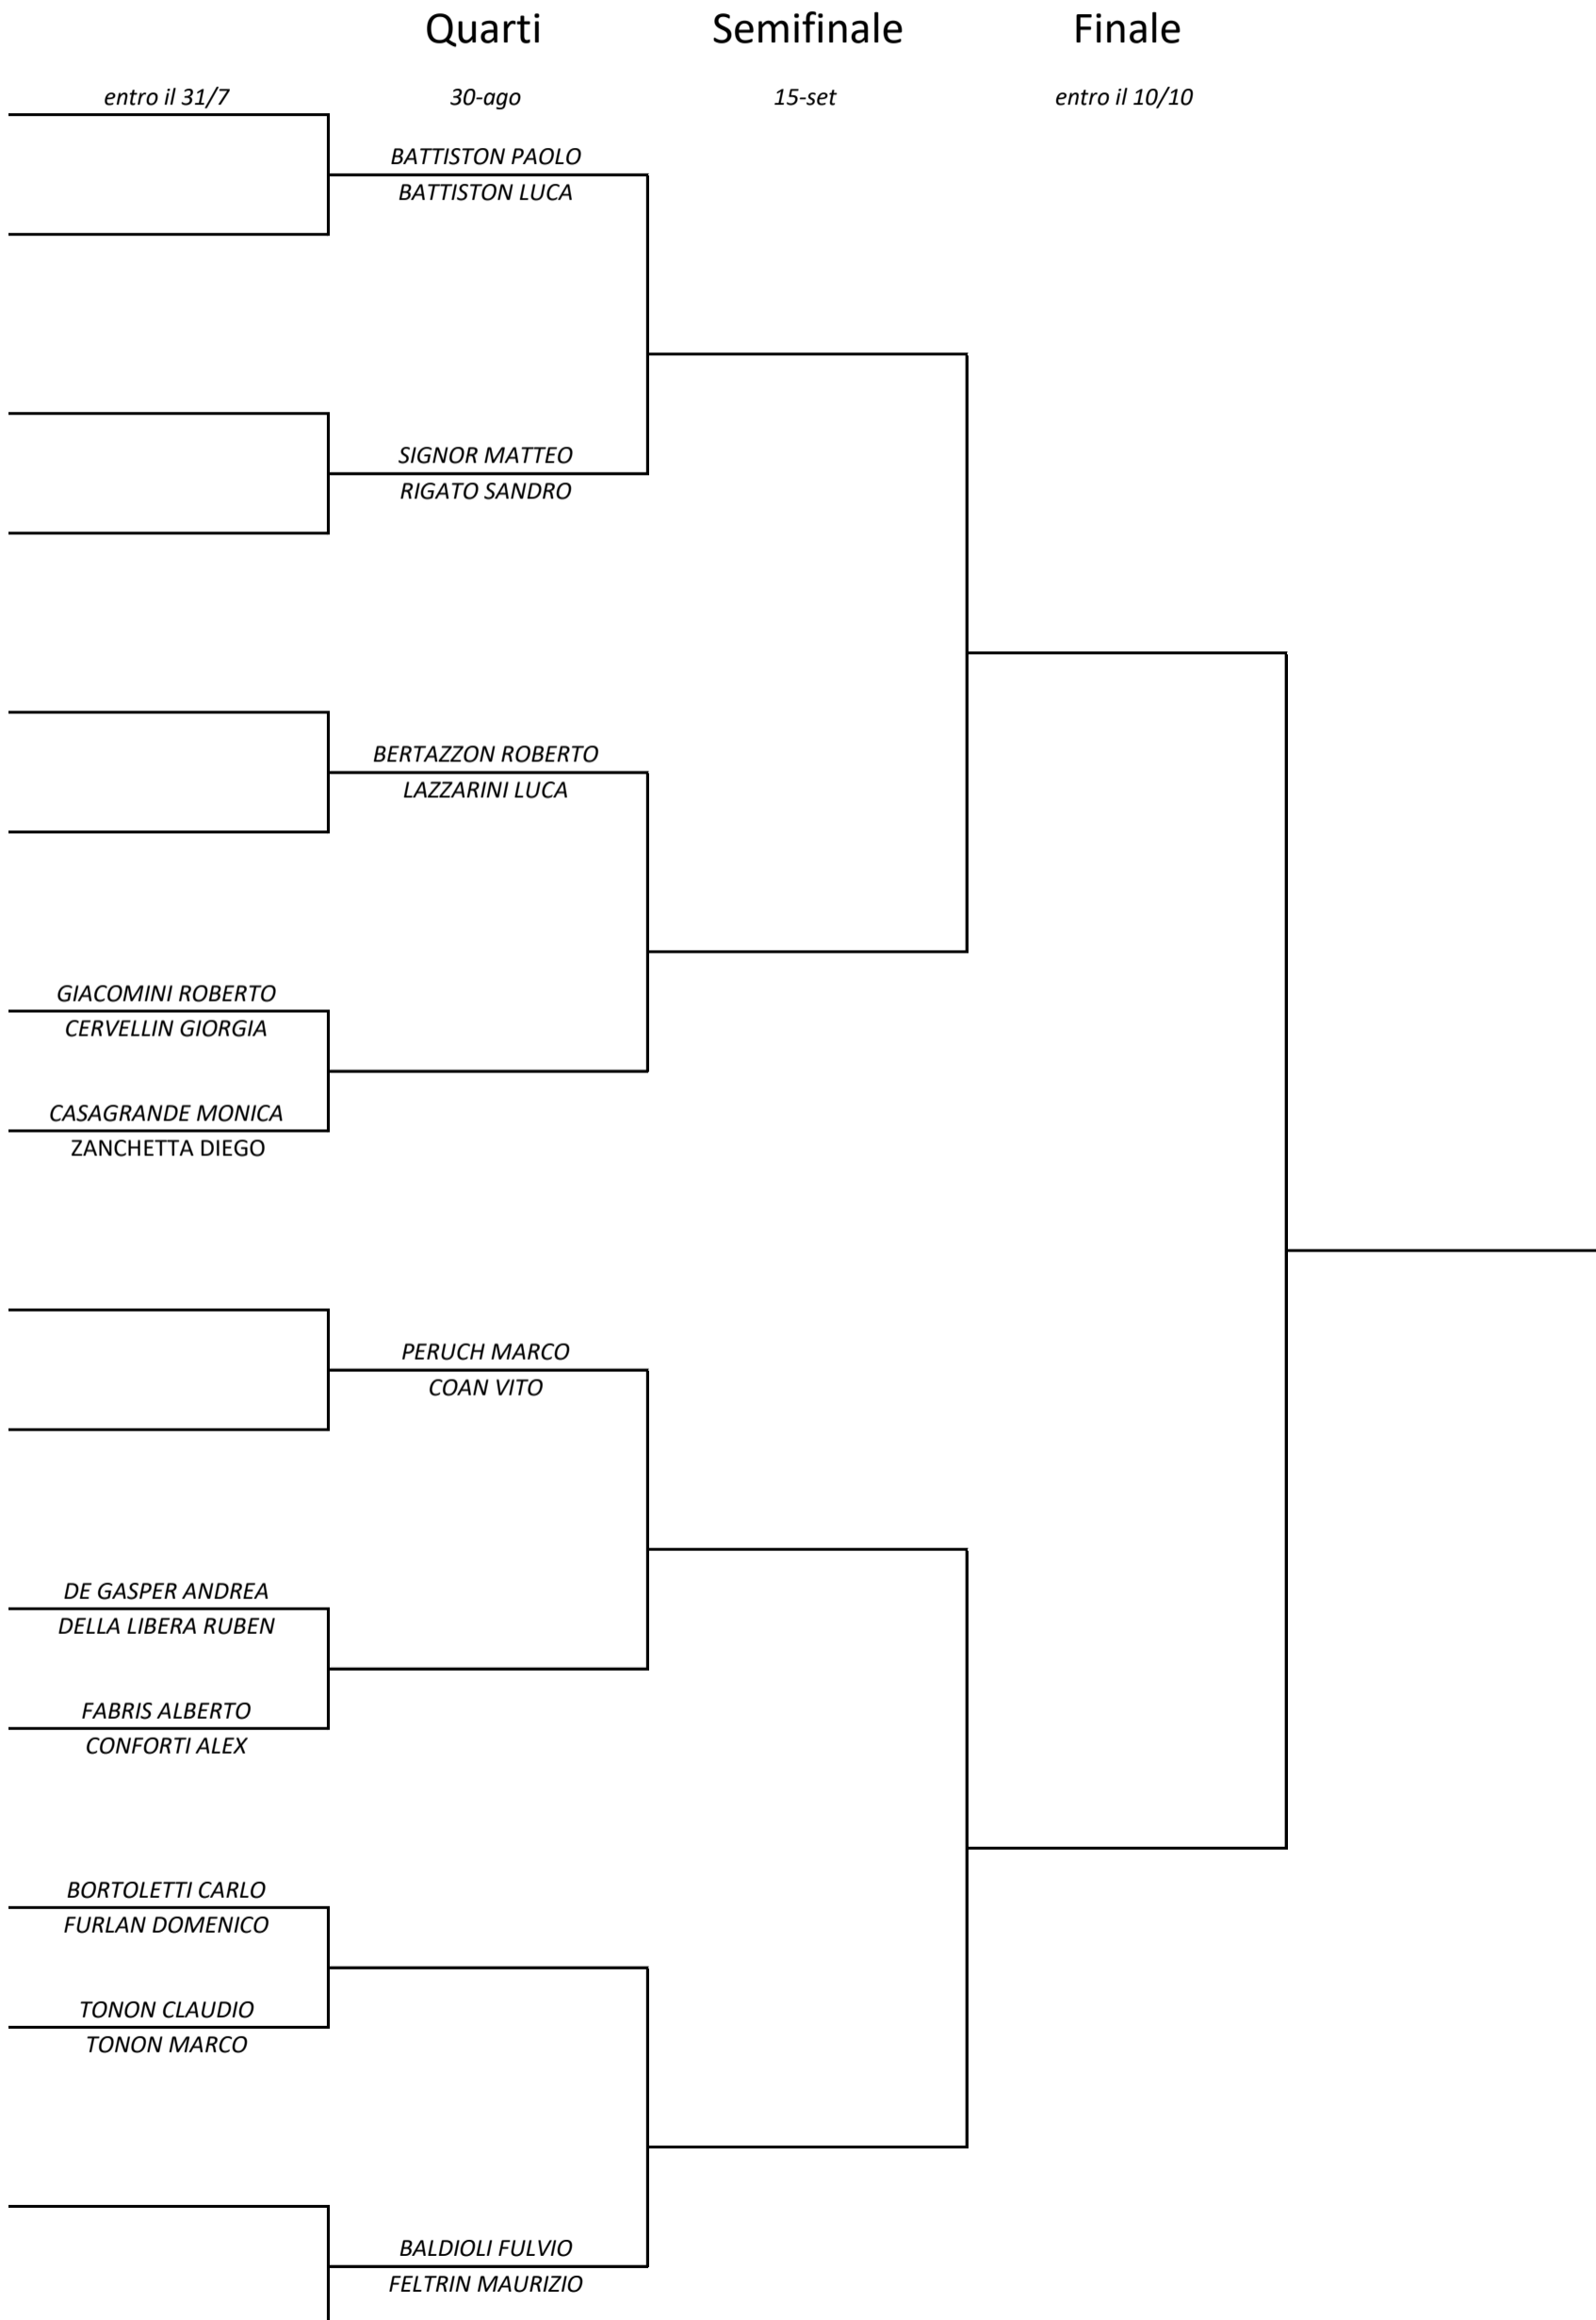 Quarti Semifinale Finale
entro il 31/7 30-ago 15-set entro il 10/10
BATTISTON PAOLO
BATTISTON LUCA
SIGNOR MATTEO
RIGATO SANDRO
BERTAZZON ROBERTO
LAZZARINI LUCA
GIACOMINI ROBERTO
CERVELLIN GIORGIA
CASAGRANDE MONICA
ZANCHETTA DIEGO
PERUCH MARCO
COAN VITO
DE GASPER ANDREA
DELLA LIBERA RUBEN
FABRIS ALBERTO
CONFORTI ALEX
BORTOLETTI CARLO
FURLAN DOMENICO
TONON CLAUDIO
TONON MARCO
BALDIOLI FULVIO
FELTRIN MAURIZIO